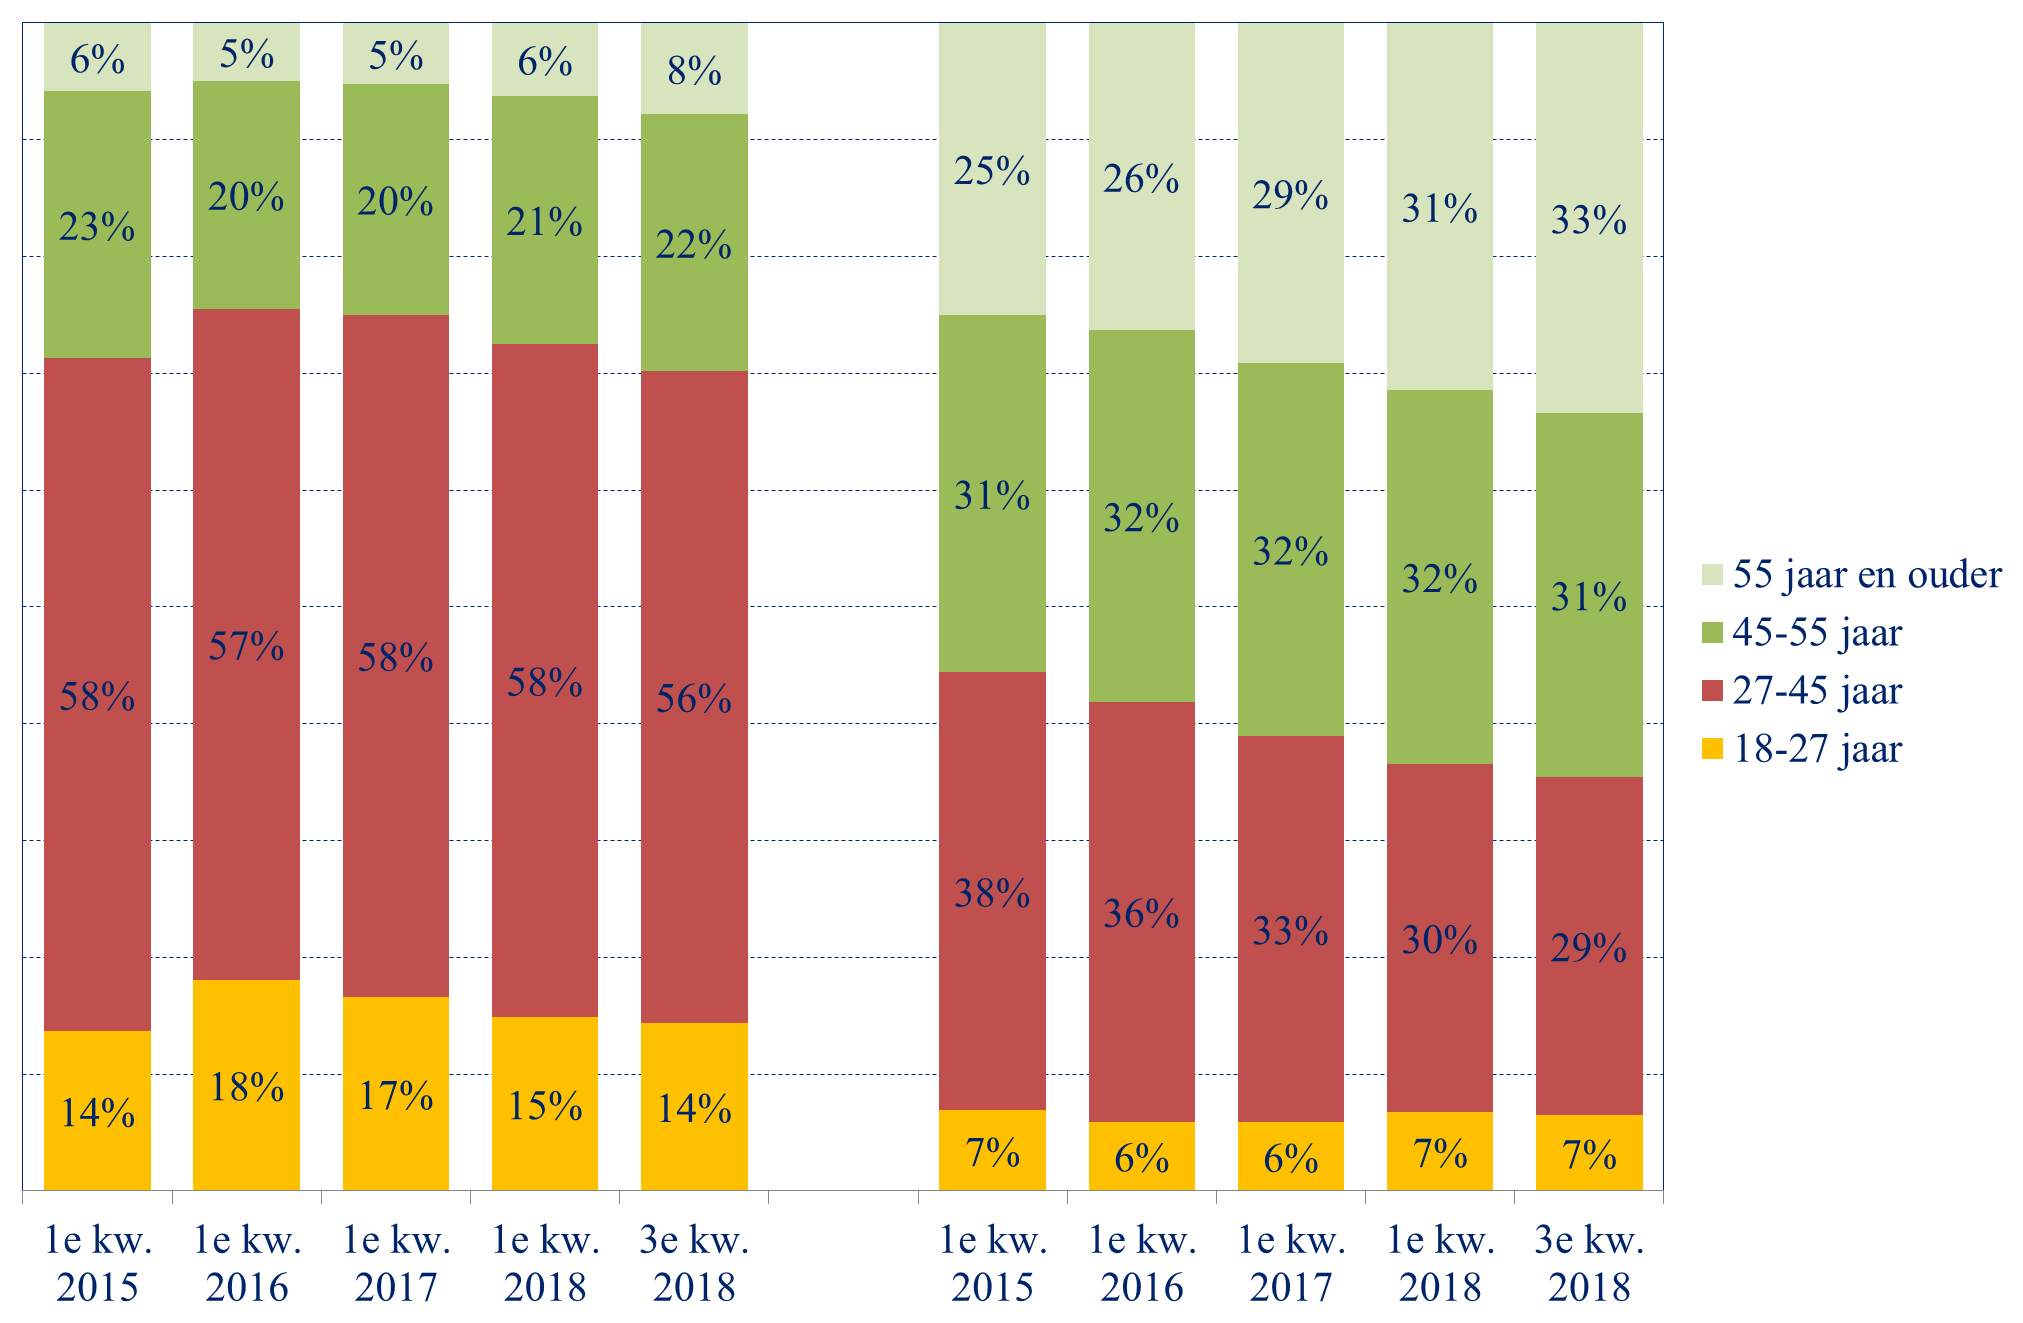 6% 5% 5% 6% 8% 25% 26% 29% 31% 33%
23% 20% 20% 21% 22% 31% 32% 32% 32% 31%
58% 57% 58% 58% 56% 38% 36% 33% 30% 29%
14% 18% 17% 15% 14% 7% 6% 6% 7% 7%
1e kw. 1e kw. 1e kw. 1e kw. 3e kw. 1e kw. 1e kw. 1e kw. 1e kw. 3e kw.
2015 2016 2017 2018 2018 2015 2016 2017 2018 2018
55 jaar en ouder
45-55 jaar
27-45 jaar
18-27 jaar